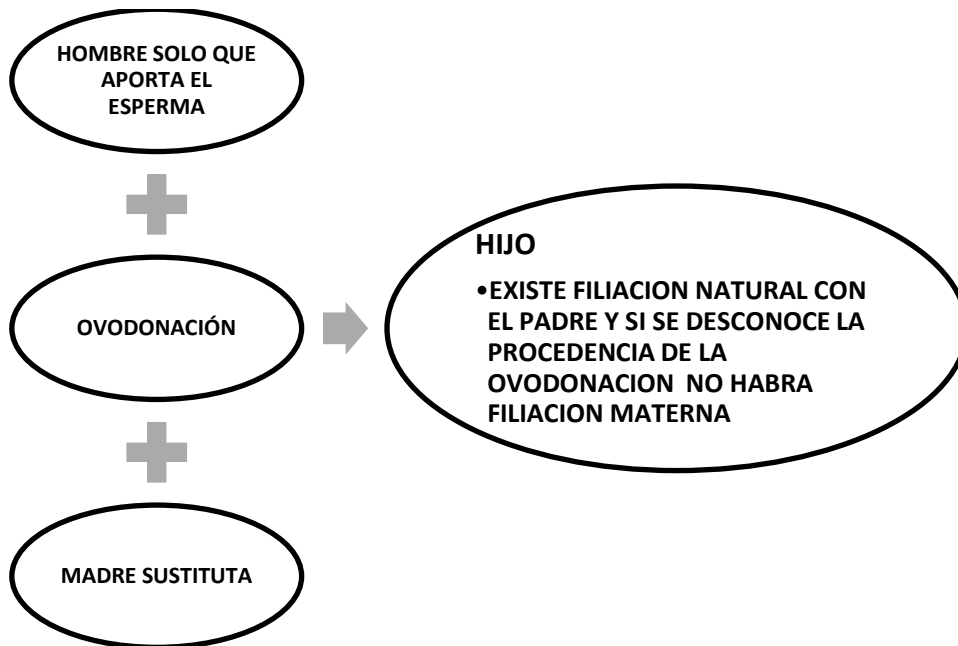 HOMBRE SOLO QUE
APORTA EL
ESPERMA
OVODONACIÓN
MADRE SUSTITUTA
HIJO
•EXISTE FILIACION NATURAL CON
EL PADRE Y SI SE DESCONOCE LA
PROCEDENCIA DE LA
OVODONACION NO HABRA
FILIACION MATERNA